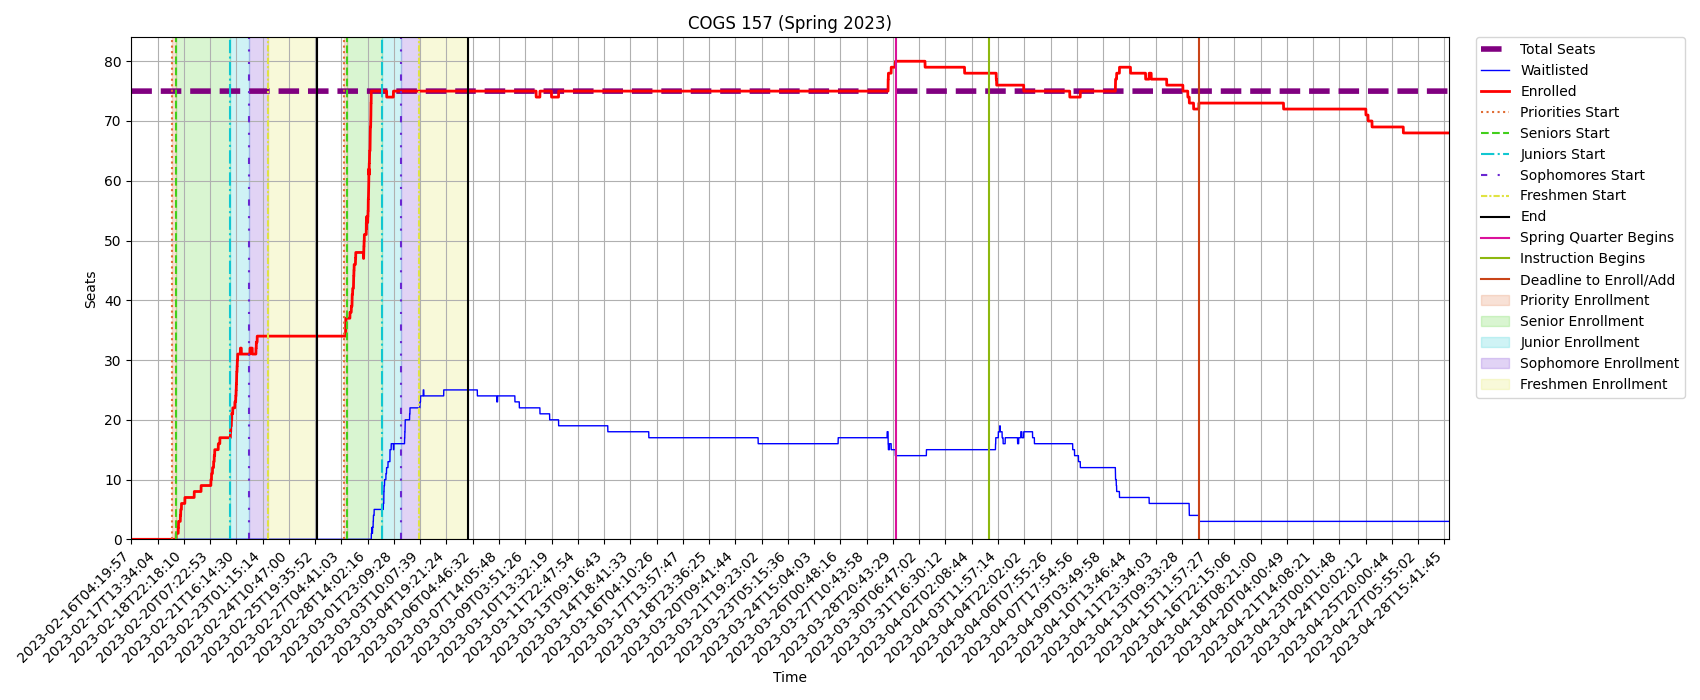 COGS 157 (Spring 2023)
Seats
80
70
60
50
40
30
20
10
0
2023-02-16T04:19:57
2023-02-17T13:34:04
2023-02-18T22:18:10
2023-02-20T07:22:53
2023-02-21T16:14:30
2023-02-23T01:15:14
2023-02-24T10:47:00
2023-02-25T19:35:52
2023-02-27T04:41:03
2023-02-28T14:02:16
2023-03-01T23:09:28
2023-03-03T10:07:39
2023-03-04T19:21:24
2023-03-06T04:46:32
2023-03-07T14:05:48
2023-03-09T03:51:26
2023-03-10T13:32:19
2023-03-11T22:47:54
2023-03-13T09:16:43
2023-03-14T18:41:33
2023-03-16T04:10:26
2023-03-17T13:57:47
2023-03-18T23:36:25
2023-03-20T09:41:44
2023-03-21T19:23:02
2023-03-23T05:15:36
2023-03-24T15:04:03
2023-03-26T00:48:16
2023-03-27T10:43:58
2023-03-28T20:43:29
2023-03-30T06:47:02
2023-03-31T16:30:12
2023-04-02T02:08:44
2023-04-03T11:57:14
2023-04-04T22:02:02
2023-04-06T07:55:26
2023-04-07T17:54:56
2023-04-09T03:49:58
2023-04-10T13:46:44
2023-04-11T23:34:03
2023-04-13T09:33:28
2023-04-15T11:57:27
2023-04-16T22:15:06
2023-04-18T08:21:00
2023-04-20T04:00:49
2023-04-21T14:08:21
2023-04-23T00:01:48
2023-04-24T10:02:12
2023-04-25T20:00:44
2023-04-27T05:55:02
2023-04-28T15:41:45
Time
Total Seats
Waitlisted
Enrolled
Priorities Start
Seniors Start
Juniors Start
Sophomores Start
Freshmen Start
End
Spring Quarter Begins
Instruction Begins
Deadline to Enroll/Add
Priority Enrollment
Senior Enrollment
Junior Enrollment
Sophomore Enrollment
Freshmen Enrollment